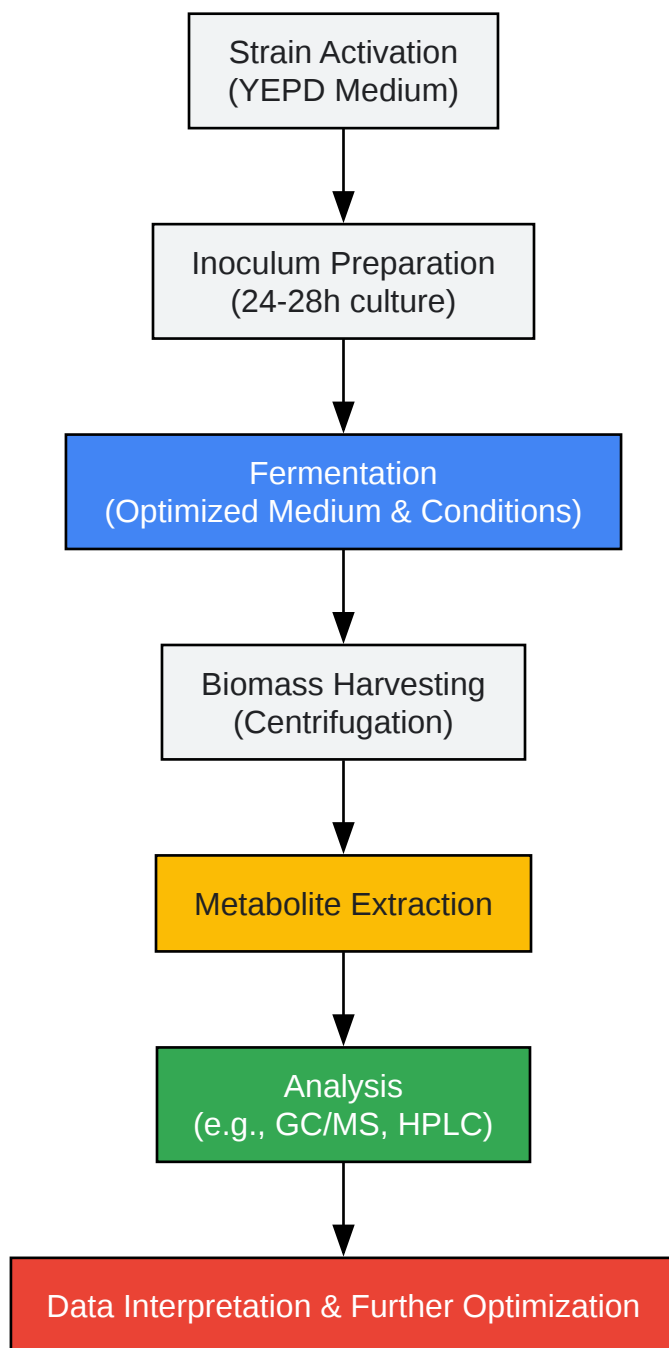 Strain Activation
(YEPD Medium)
Inoculum Preparation
(24-28h culture)
Fermentation
(Optimized Medium & Conditions)
Biomass Harvesting
(Centrifugation)
Metabolite Extraction
Analysis
(e.g., GC/MS, HPLC)
Data Interpretation & Further Optimization